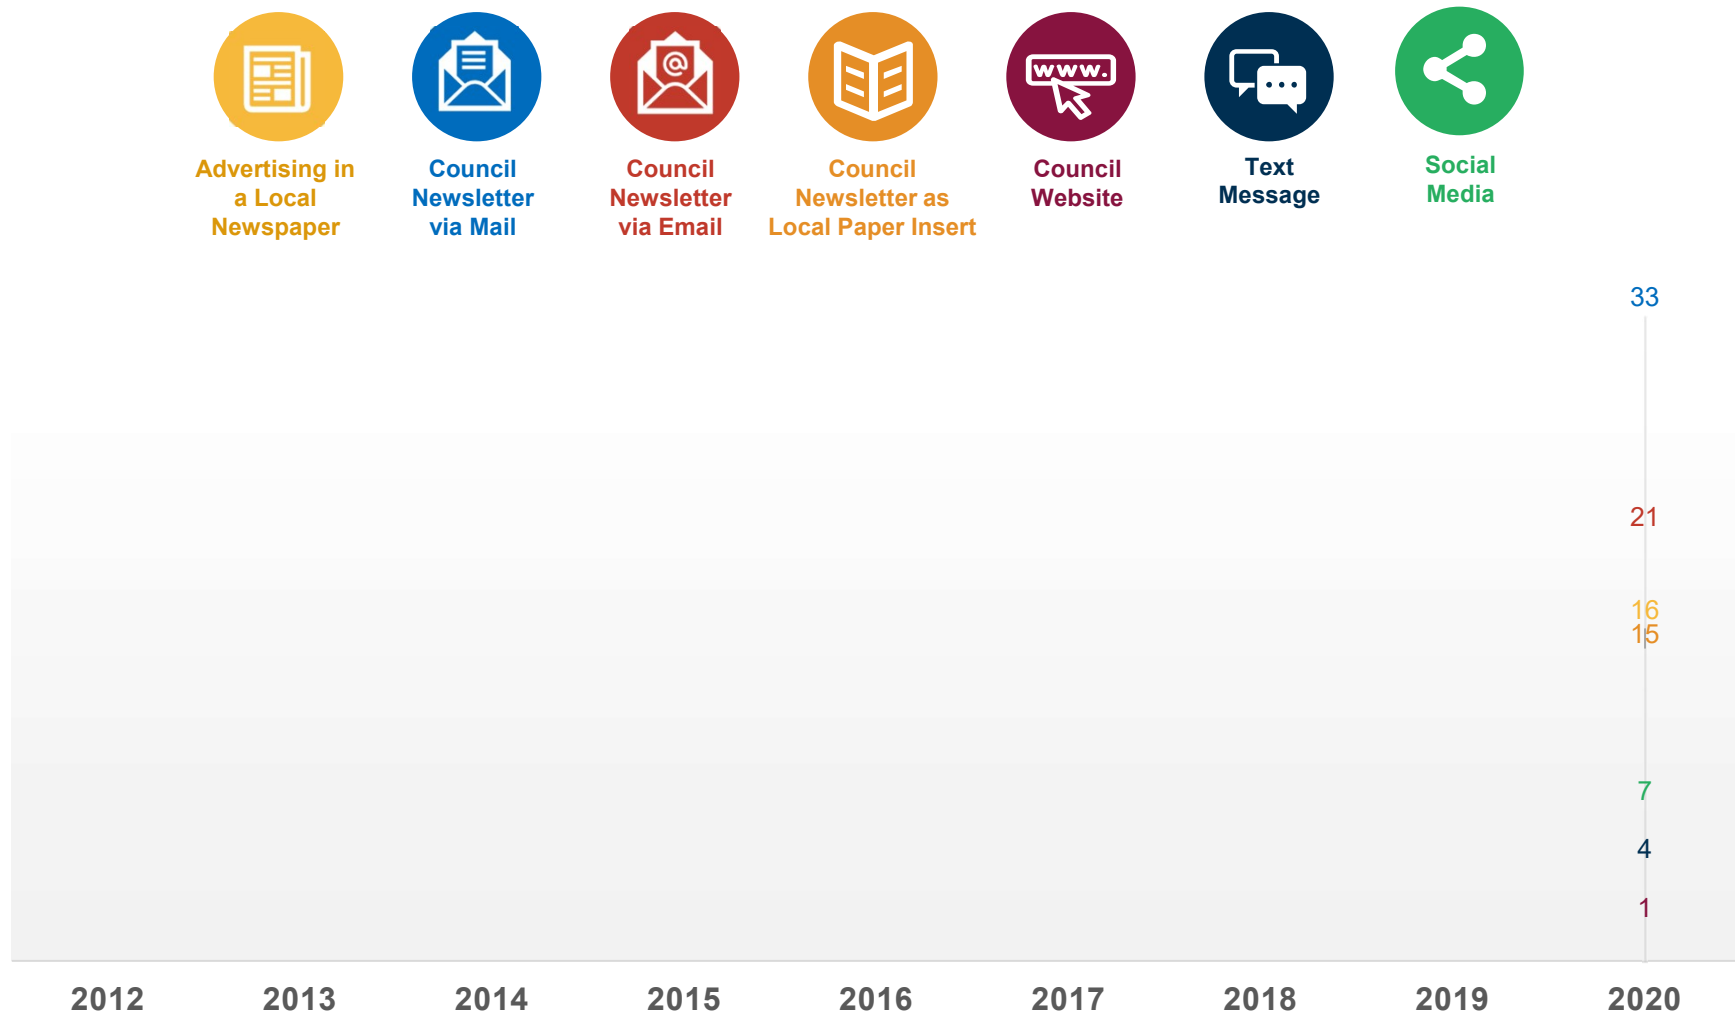 @
www.
Advertising in
a Local
Newspaper
Council
Newsletter
via Mail
Council
Newsletter
via Email
Council
Newsletter as
Local Paper Insert
Council
Website
Text
Message
Social
Media
33
21
16
15
7
4
1
2012 2013 2014 2015 2016 2017 2018 2019 2020